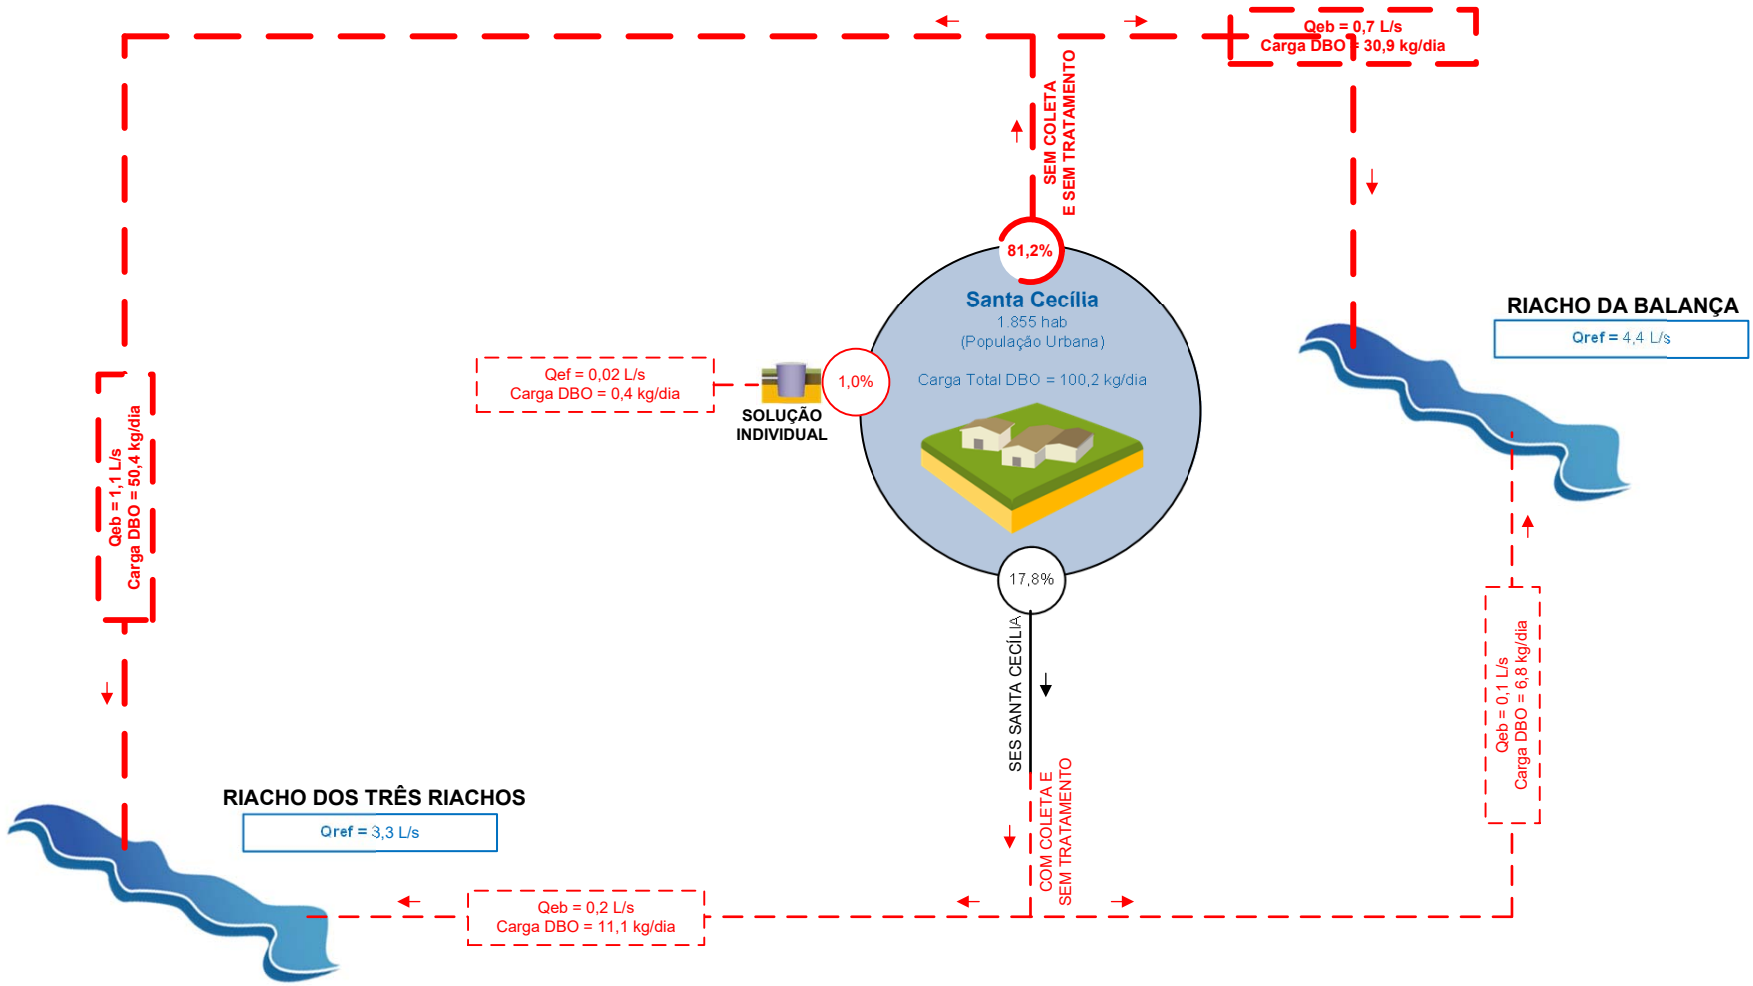 Qeb = 0,7 L/s
Carga DBO = 30,9 kg/dia
SEM COLETA
E SEM TRATAMENTO
81,2%
Santa Cecília
1.855 hab
(População Urbana)
Carga Total DBO = 100,2 kg/dia
RIACHO DA BALANÇA
Qref = 4,4 L/s
Qef = 0,02 L/s
Carga DBO = 0,4 kg/dia
1,0%
SOLUÇÃO
INDIVIDUAL
Qeb = 1,1 L/s
Carga DBO = 50,4 kg/dia
17,8%
SES SANTA CECÍLIA
Qeb = 0,1 L/s
Carga DBO = 6,8 kg/dia
COM COLETA E
SEM TRATAMENTO
RIACHO DOS TRÊS RIACHOS
Qref = 3,3 L/s
Qeb = 0,2 L/s
Carga DBO = 11,1 kg/dia